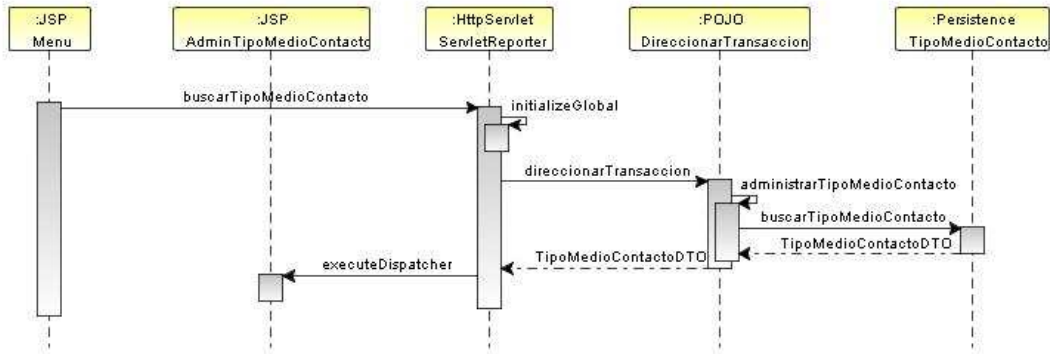 :JSP
Menu
:JSP
AdminTipoMedioContacto
:HttpServlet
ServletReporter
:POJO
DireccionarTransaccion
:Persistence
TipoMedioContacto
buscarTipoMedioContacto
initializeGlobal
direccionarTransaccion
administrarTipoMedioContacto
buscarTipoMedioContacto
TipoMedioContactoDTO
TipoMedioContactoDTO
executeDispatcher